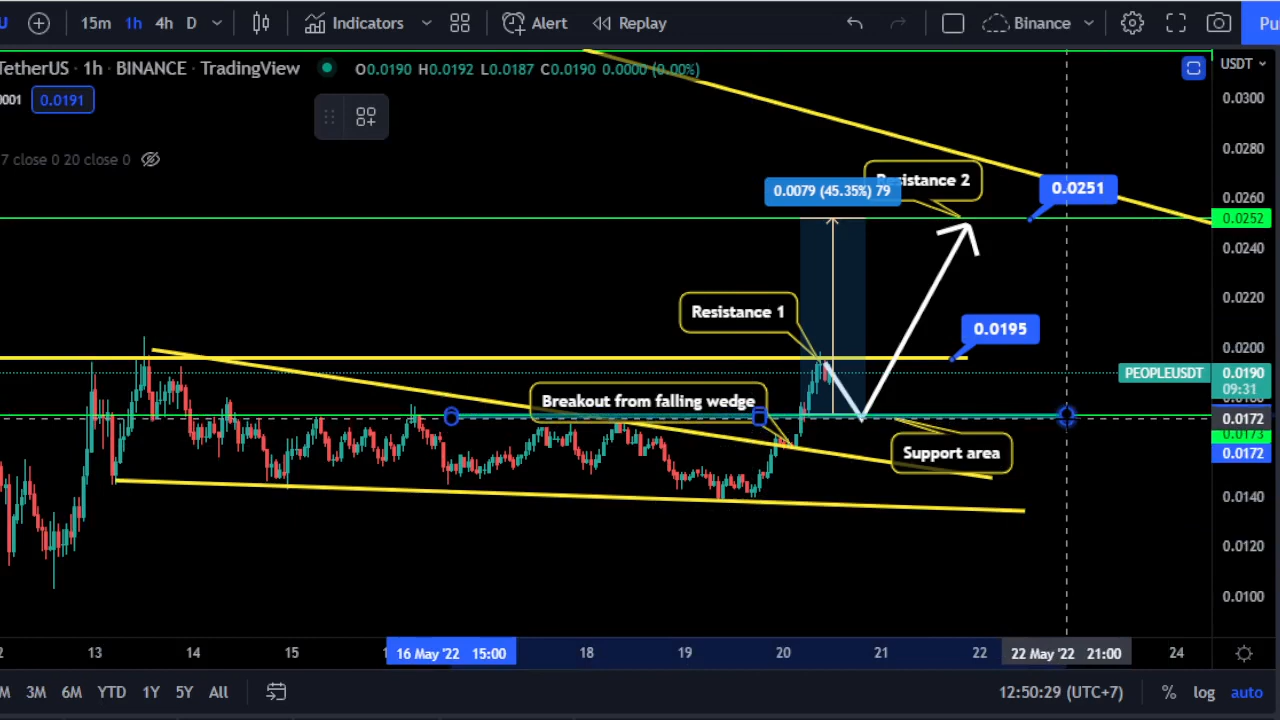 U 15m 1h 4h D Indicators Alert Replay Binance Pu
TetherUS · 1h · BINANCE · TradingView O0.0190 H0.0192 L0.0187 C0.0190 0.0000 (0.00%) USDT
0001 0.0191
7 close 0 20 close 0
0.0300
0.0280
0.0260
0.0252
0.0240
0.0220
0.0200
PEOPLEUSDT 0.0190
09:31
0.0172
0.0173
0.0172
0.0140
0.0120
0.0100
Resistance 2
0.0079 (45.35%) 79
0.0251
Resistance 1
0.0195
Breakout from falling wedge
Support area
2 13 14 15 16 May '22 15:00 18 19 20 21 22 22 May '22 21:00 24
M 3M 6M YTD 1Y 5Y All 12:50:29 (UTC+7) % log auto